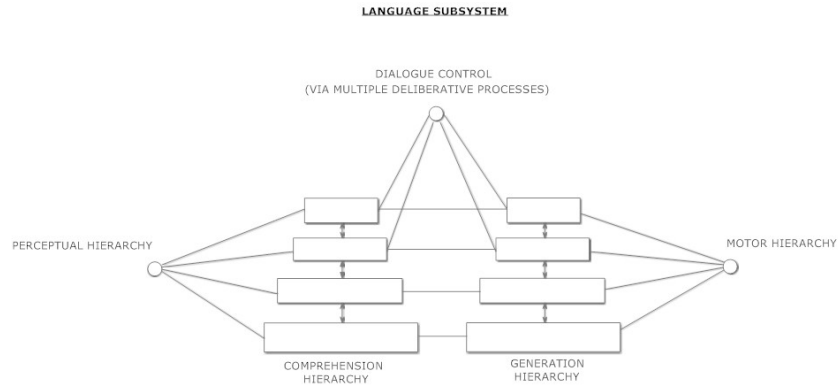 LANGUAGE SUBSYSTEM
DIALOGUE CONTROL
(VIA MULTIPLE DELIBERATIVE PROCESSES)
PERCEPTUAL HIERARCHY
MOTOR HIERARCHY
COMPREHENSION
HIERARCHY
GENERATION
HIERARCHY